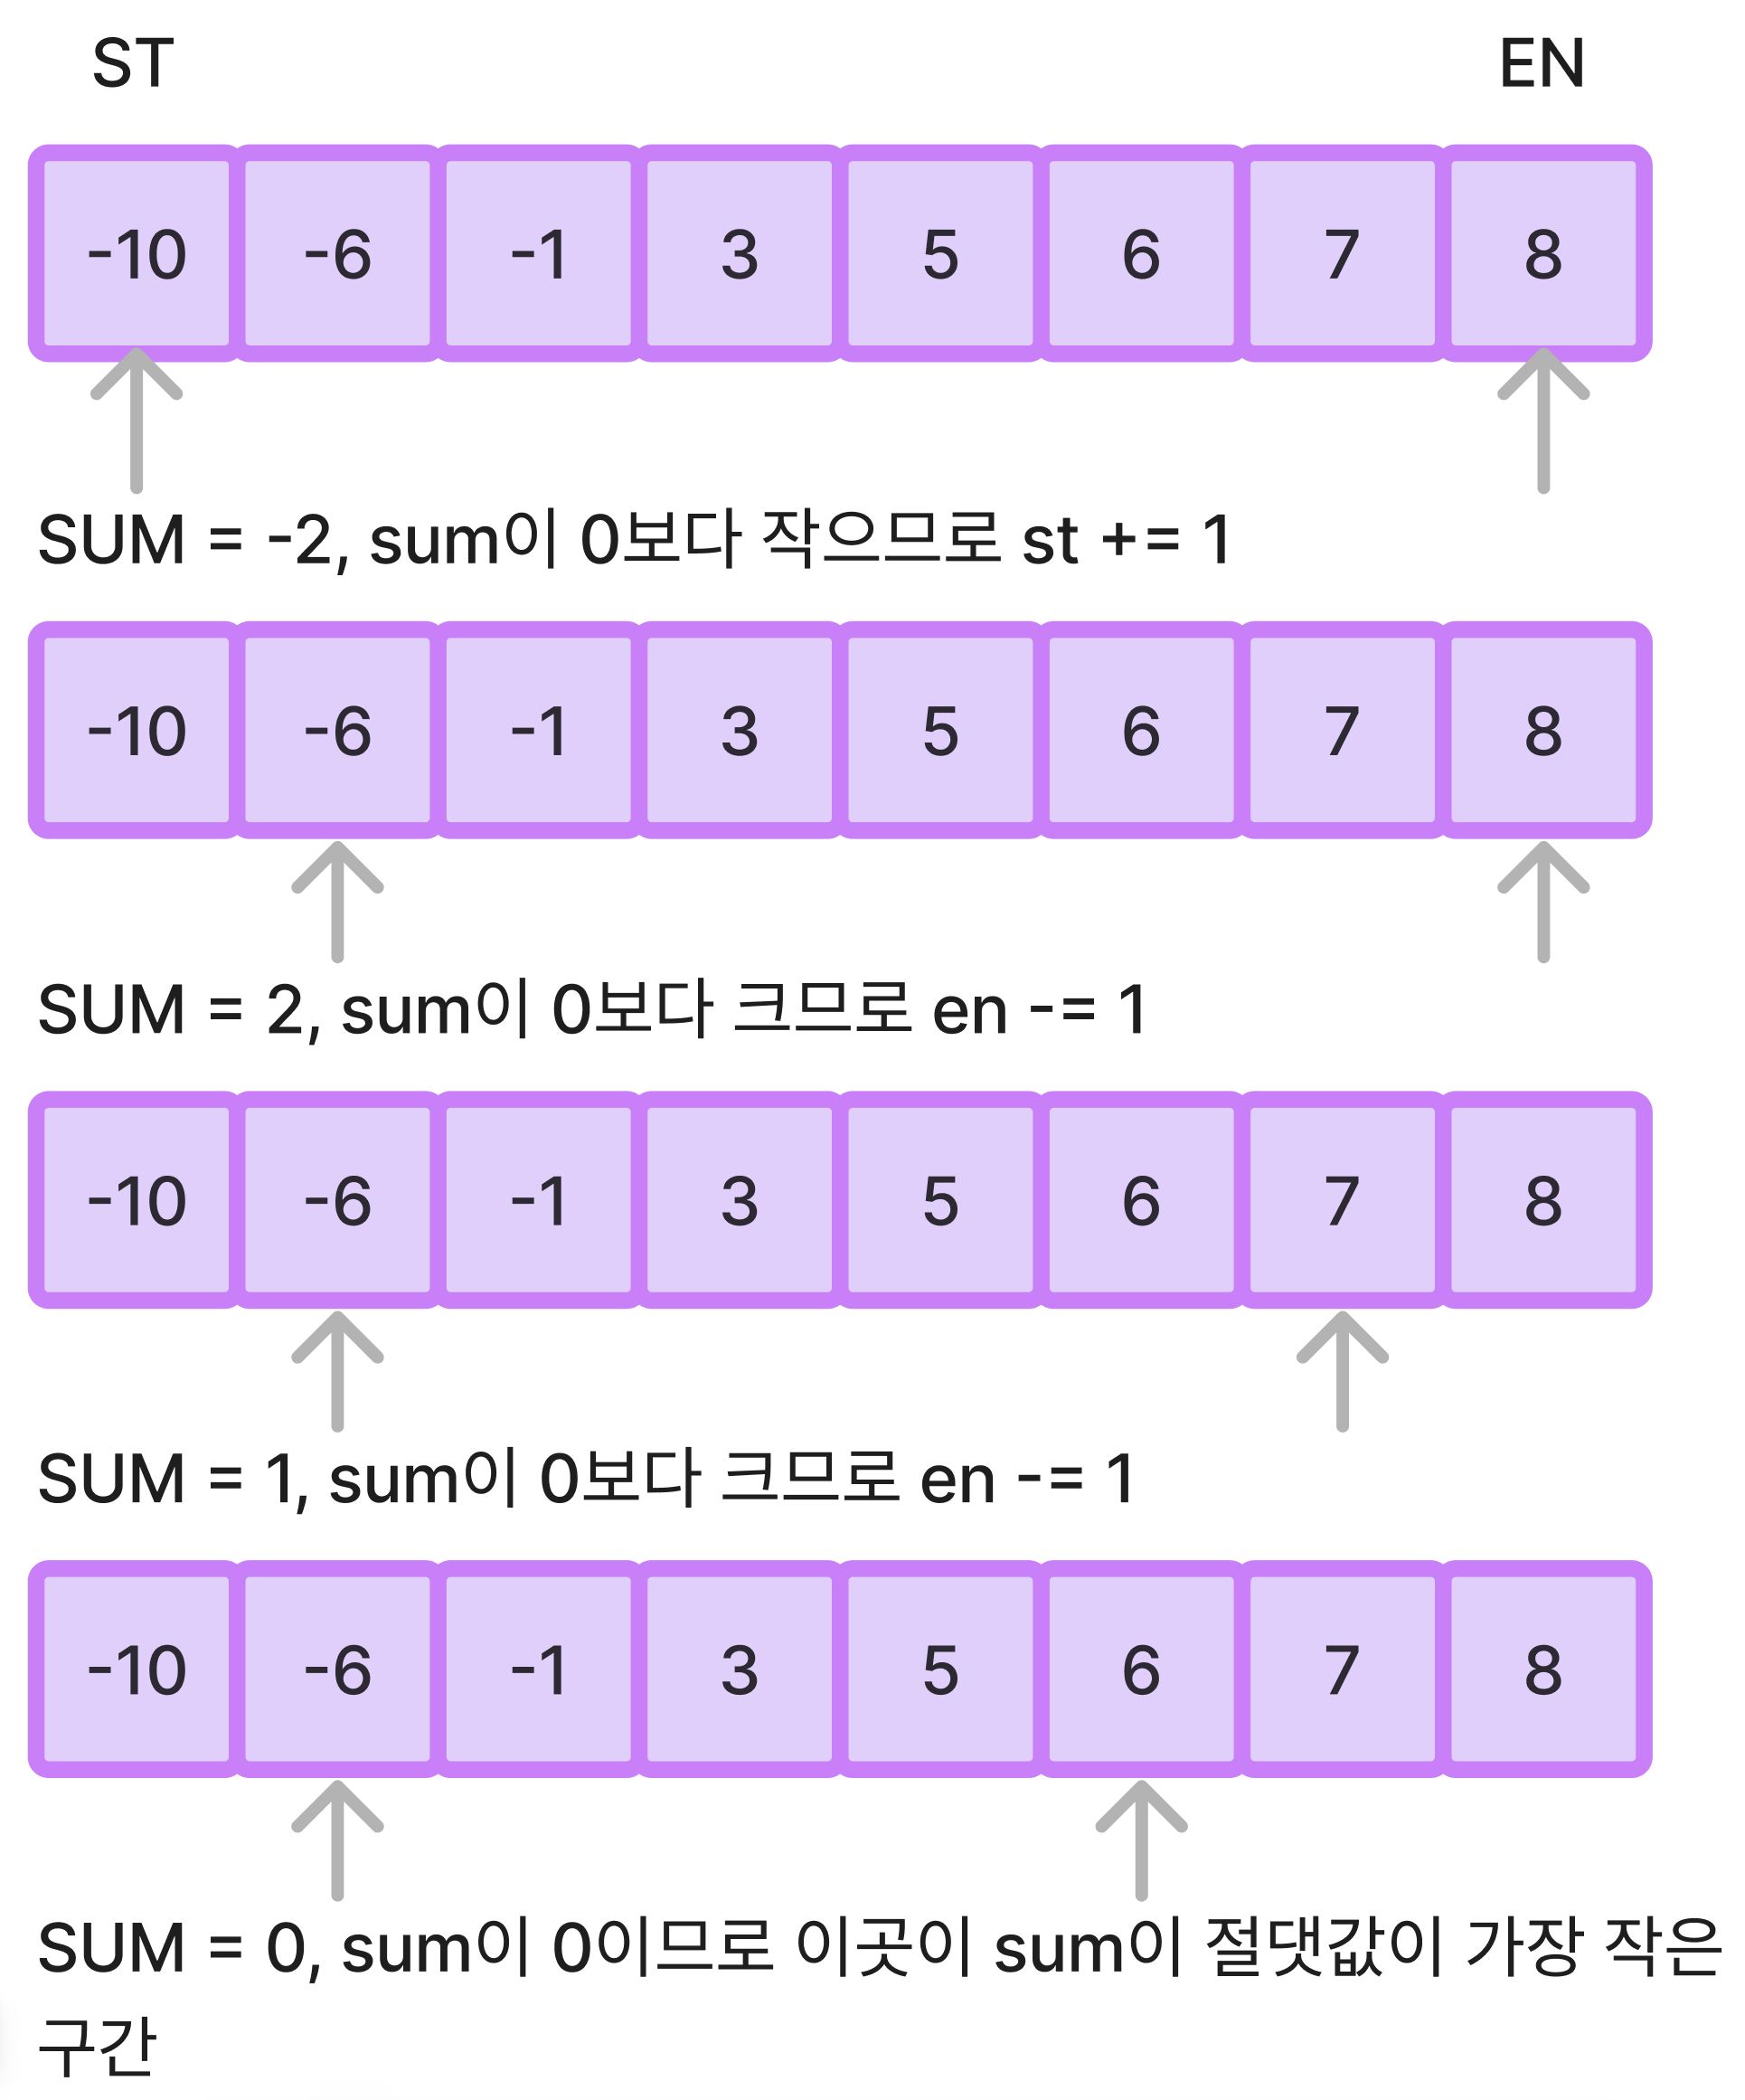 ST EN
-10 -6 -1 3 5 6 7 8
SUM = -2, sum이 0보다 작으므로 st += 1
-10 -6 -1 3 5 6 7 8
SUM = 2, sum이 0보다 크므로 en -= 1
-10 -6 -1 3 5 6 7 8
SUM = 1, sum이 0보다 크므로 en -= 1
-10 -6 -1 3 5 6 7 8
SUM = 0, sum이 0이므로 이곳이 sum이 절댓값이 가장 작은
구간